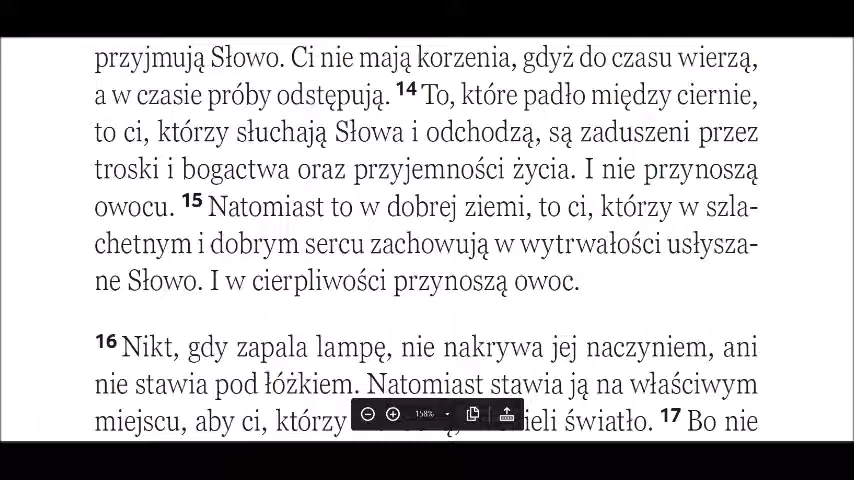 przyjmują Słowo. Ci nie mają korzenia, gdyż do czasu wierzą,
a w czasie próby odstępują. 14 To, które padło między ciernie,
to ci, którzy słuchają Słowa i odchodzą, są zaduszeni przez
troski i bogactwa oraz przyjemności życia. I nie przynoszą
owocu. 15 Natomiast to w dobrej ziemi, to ci, którzy w szla-
chetnym i dobrym sercu zachowują w wytrwałości usłysza-
ne Słowo. I w cierpliwości przynoszą owoc.
16 Nikt, gdy zapala lampę, nie nakrywa jej naczyniem, ani
nie stawia pod łóżkiem. Natomiast stawia ją na właściwym
miejscu, aby ci, którzy światło. 17 Bo nie
158%